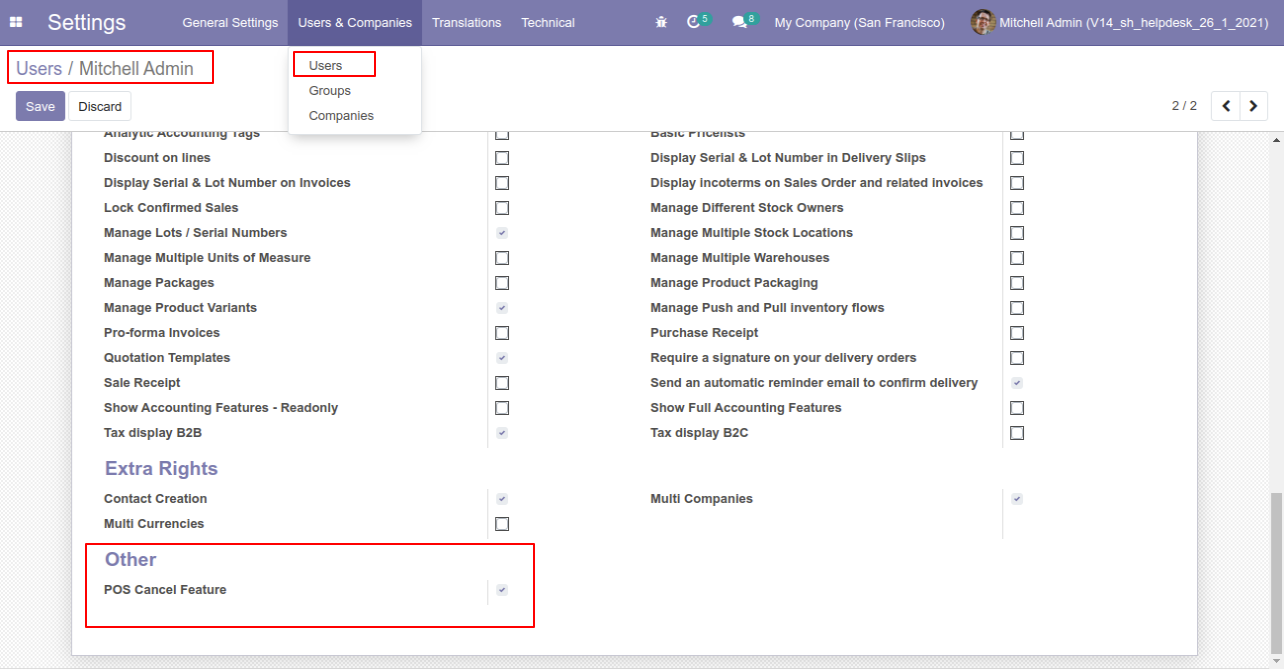 Settings General Settings Users & Companies Translations Technical 5 8 My Company (San Francisco) Mitchell Admin (V14_sh_helpdesk_26_1_2021)
Users / Mitchell Admin
Users
Groups
Companies
Save Discard 2 / 2
Analytic Accounting Tags Basic Pricelists
Discount on lines Display Serial & Lot Number in Delivery Slips
Display Serial & Lot Number on Invoices Display incoterms on Sales Order and related invoices
Lock Confirmed Sales Manage Different Stock Owners
Manage Lots / Serial Numbers Manage Multiple Stock Locations
Manage Multiple Units of Measure Manage Multiple Warehouses
Manage Packages Manage Product Packaging
Manage Product Variants Manage Push and Pull inventory flows
Pro-forma Invoices Purchase Receipt
Quotation Templates Require a signature on your delivery orders
Sale Receipt Send an automatic reminder email to confirm delivery
Show Accounting Features - Readonly Show Full Accounting Features
Tax display B2B Tax display B2C
Extra Rights
Contact Creation Multi Companies
Multi Currencies
Other
POS Cancel Feature